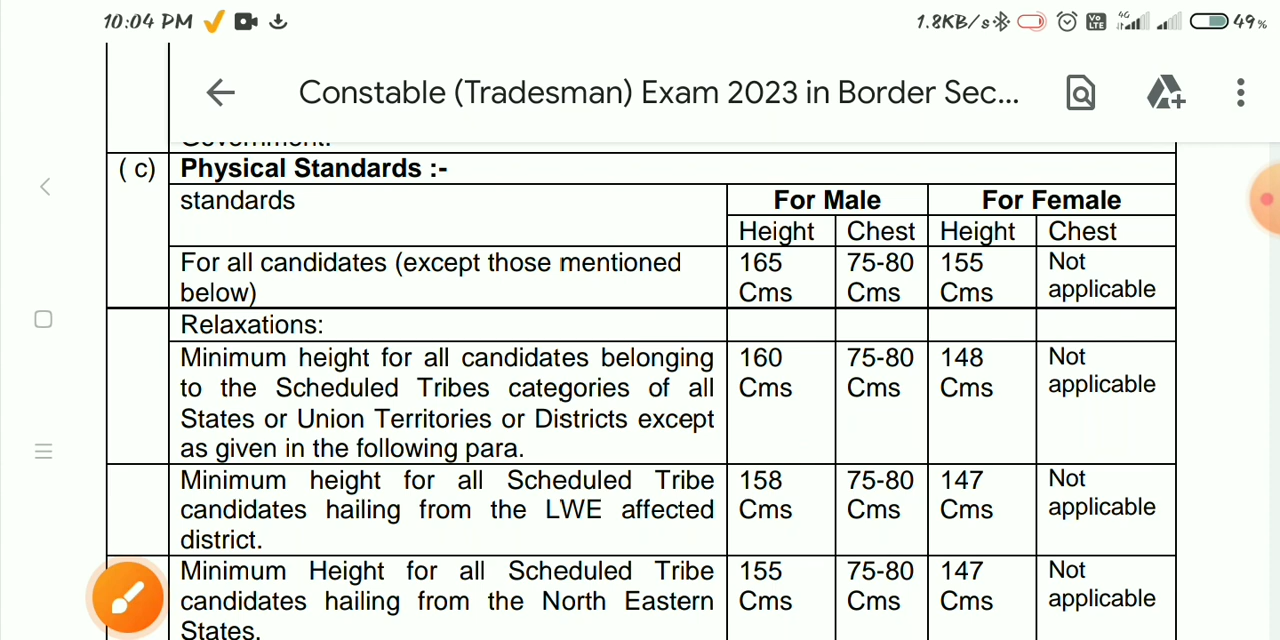 10:04 PM
1.8KB/s 4G Vo LTE 49%
Constable (Tradesman) Exam 2023 in Border Sec...
Government.
( c) Physical Standards :-
standards For Male For Female
Height Chest Height Chest
For all candidates (except those mentioned below) 165 Cms 75-80 Cms 155 Cms Not applicable
Relaxations:
Minimum height for all candidates belonging 160 75-80 148 Not
to the Scheduled Tribes categories of all Cms Cms Cms applicable
States or Union Territories or Districts except
as given in the following para.
Minimum height for all Scheduled Tribe 158 75-80 147 Not
candidates hailing from the LWE affected Cms Cms Cms applicable
district.
Minimum Height for all Scheduled Tribe 155 75-80 147 Not
candidates hailing from the North Eastern Cms Cms Cms applicable
States.